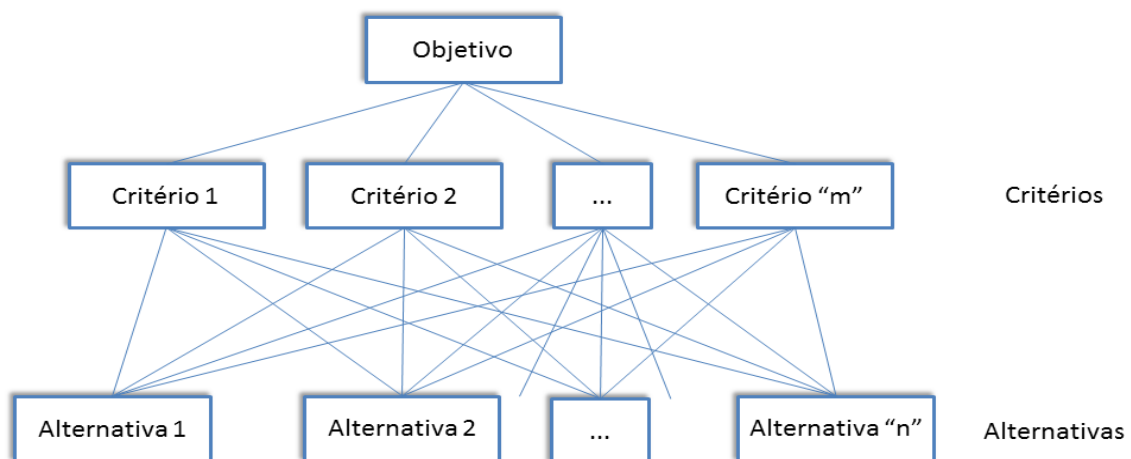 Objetivo
Critério 1
Critério 2
...
Critério “m”
Critérios
Alternativa 1
Alternativa 2
...
Alternativa “n”
Alternativas